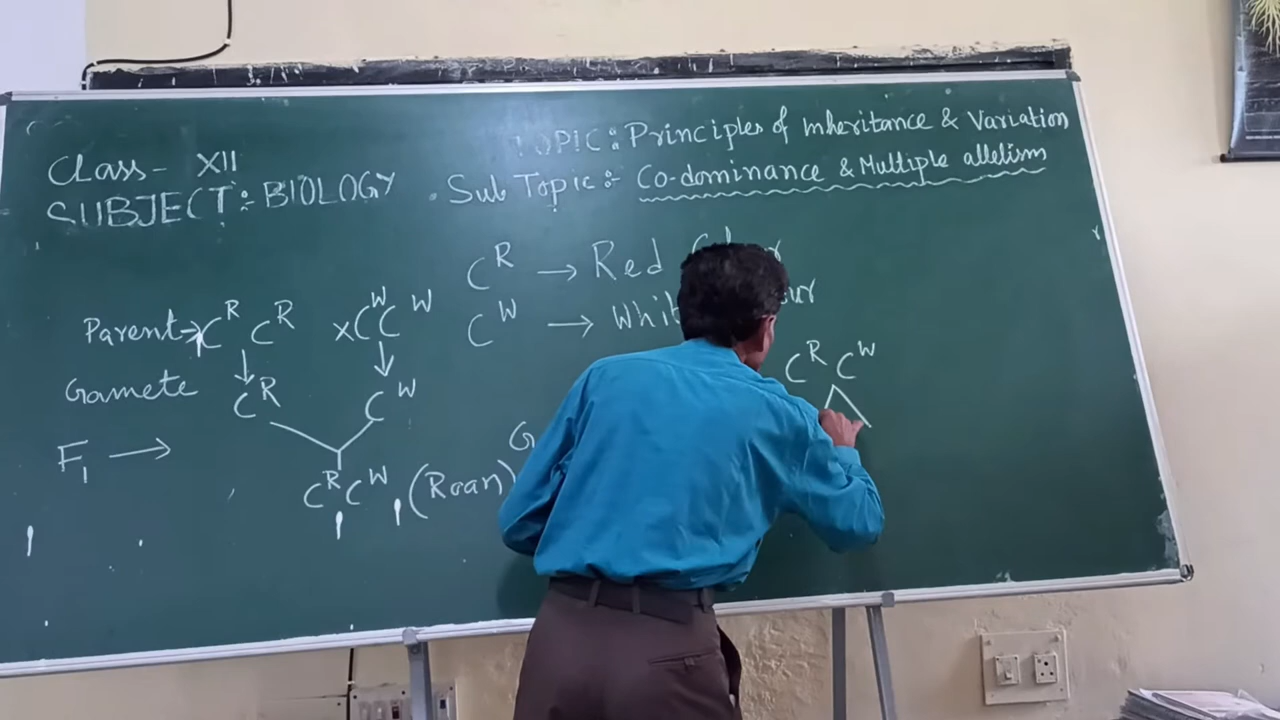 Class- XII
SUBJECT: BIOLOGY
TOPIC: Principles of Inheritance & Variation
Sub Topic:- Co-dominance & Multiple allelism
C^R → Red
C^W →
Parent→ C^R C^R x C^W C^W
Gamete C^R C^W
F₁ →
C^R C^W (Roan)
G
C^R C^W